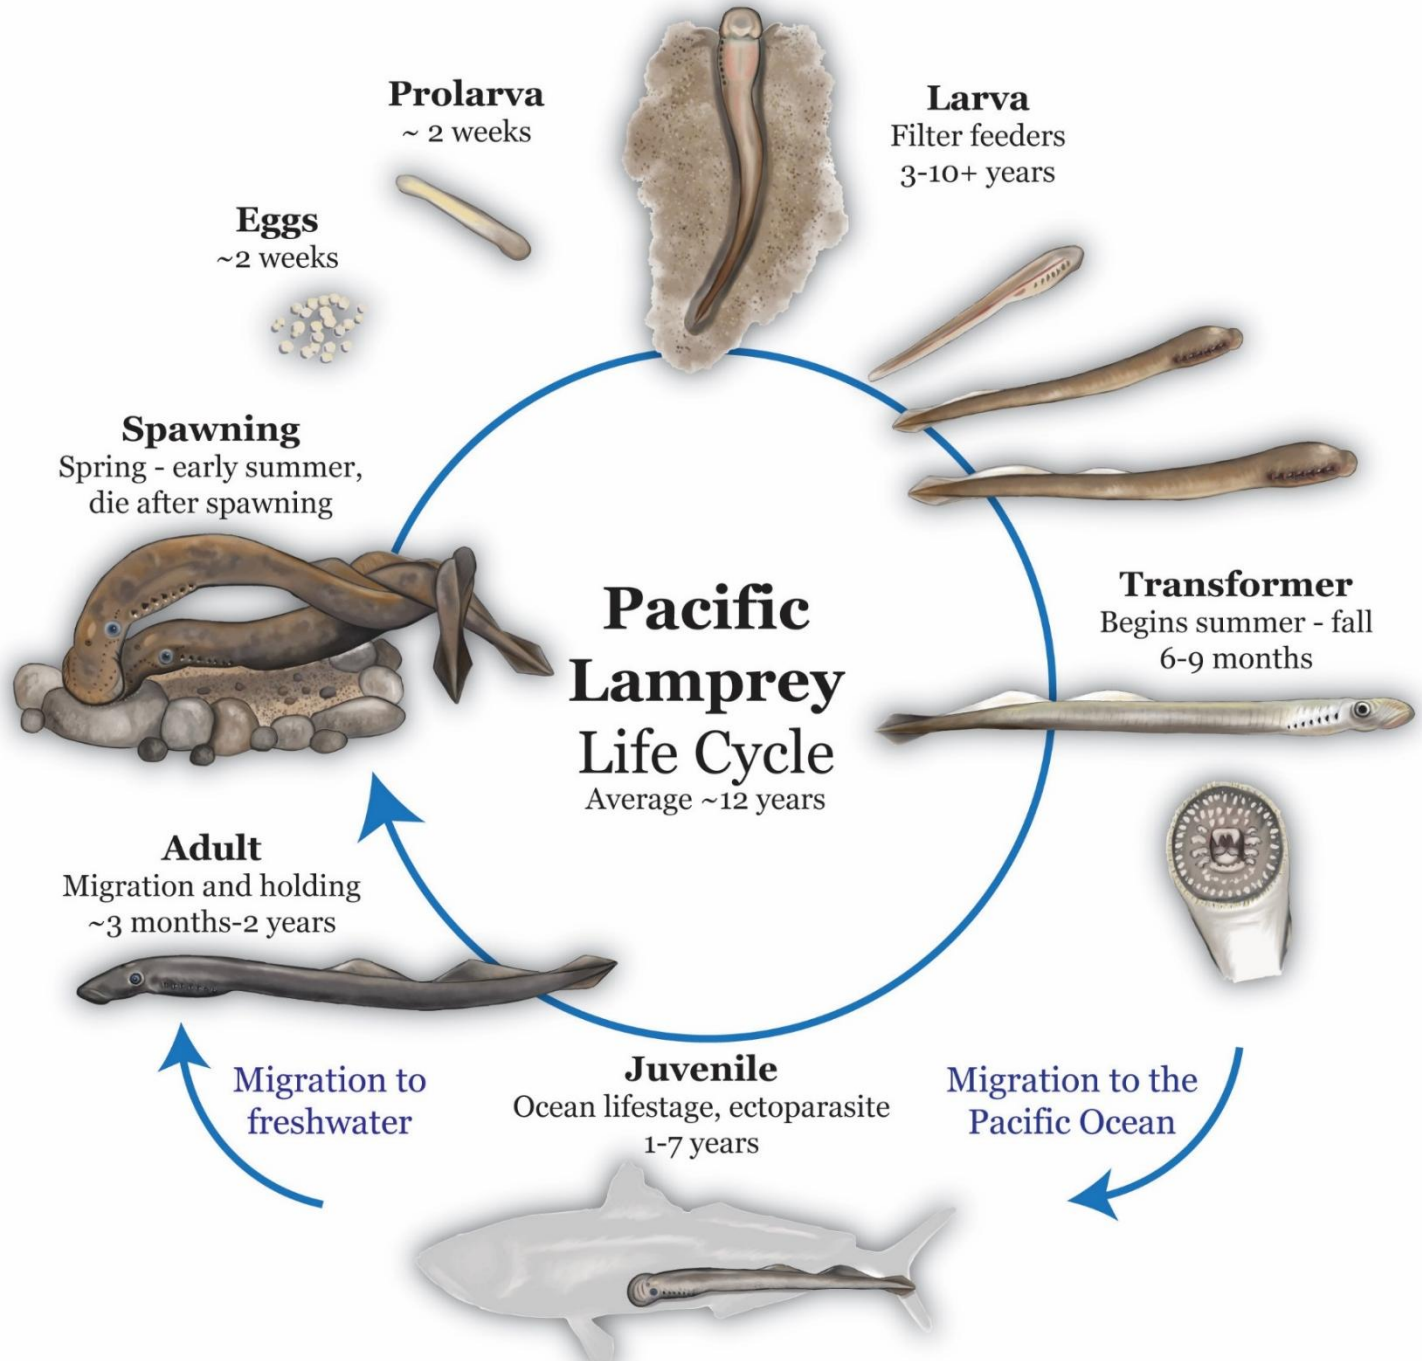 Prolarva
~ 2 weeks
Larva
Filter feeders
3-10+ years
Eggs
~2 weeks
Spawning
Spring - early summer,
die after spawning
Transformer
Begins summer - fall
6-9 months
Pacific
Lamprey
Life Cycle
Average ~12 years
Adult
Migration and holding
~3 months-2 years
Migration to
freshwater
Juvenile
Ocean lifestage, ectoparasite
1-7 years
Migration to the
Pacific Ocean